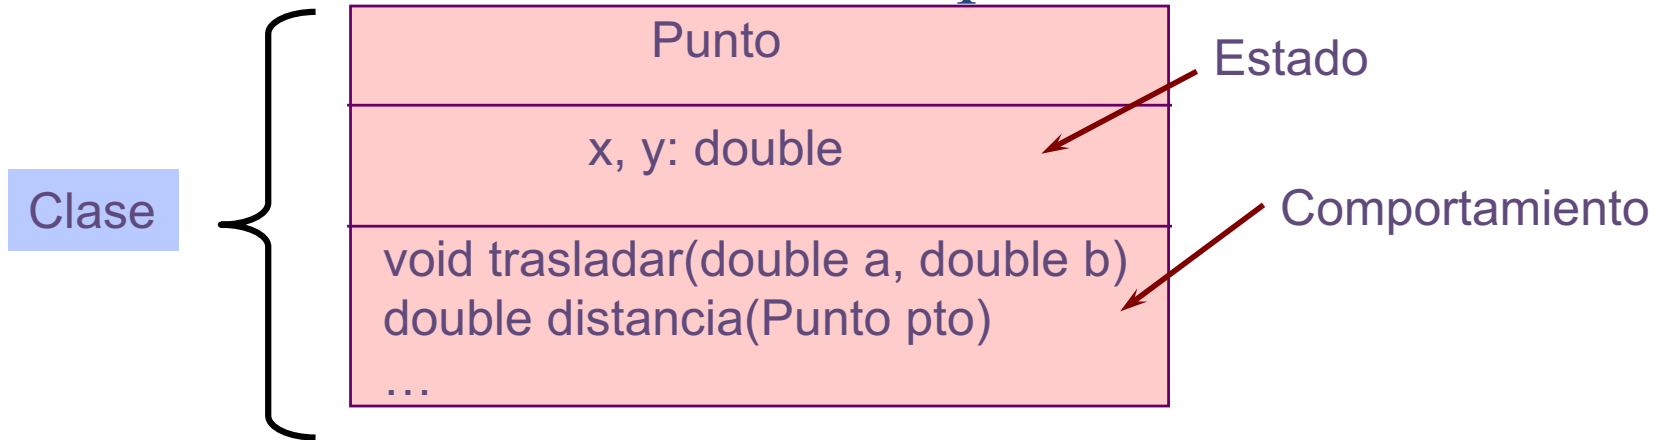 Punto
Estado
x, y: double
Clase
Comportamiento
void trasladar(double a, double b)
double distancia(Punto pto)
…